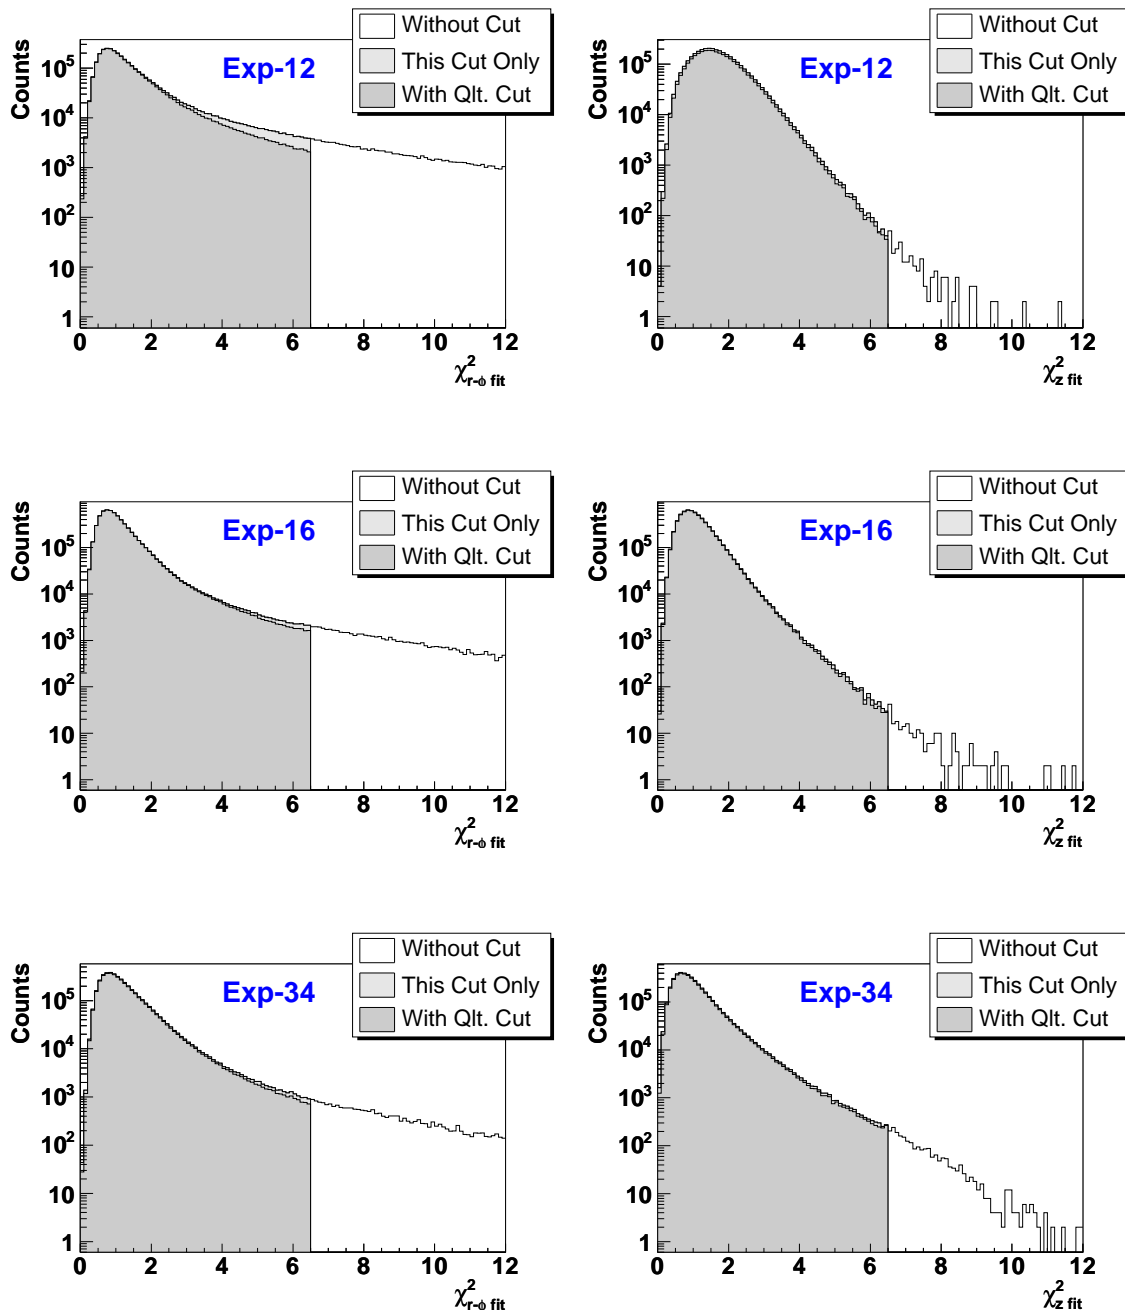 Without Cut
This Cut Only
With Qlt. Cut
Exp-12
Counts
10⁵
10⁴
10³
10²
10
1
0 2 4 6 8 10 12
χ²r-ϕ fit
Without Cut
This Cut Only
With Qlt. Cut
Exp-12
Counts
10⁵
10⁴
10³
10²
10
1
0 2 4 6 8 10 12
χ²z fit
Without Cut
This Cut Only
With Qlt. Cut
Exp-16
Counts
10⁵
10⁴
10³
10²
10
1
0 2 4 6 8 10 12
χ²r-ϕ fit
Without Cut
This Cut Only
With Qlt. Cut
Exp-16
Counts
10⁵
10⁴
10³
10²
10
1
0 2 4 6 8 10 12
χ²z fit
Without Cut
This Cut Only
With Qlt. Cut
Exp-34
Counts
10⁵
10⁴
10³
10²
10
1
0 2 4 6 8 10 12
χ²r-ϕ fit
Without Cut
This Cut Only
With Qlt. Cut
Exp-34
Counts
10⁵
10⁴
10³
10²
10
1
0 2 4 6 8 10 12
χ²z fit